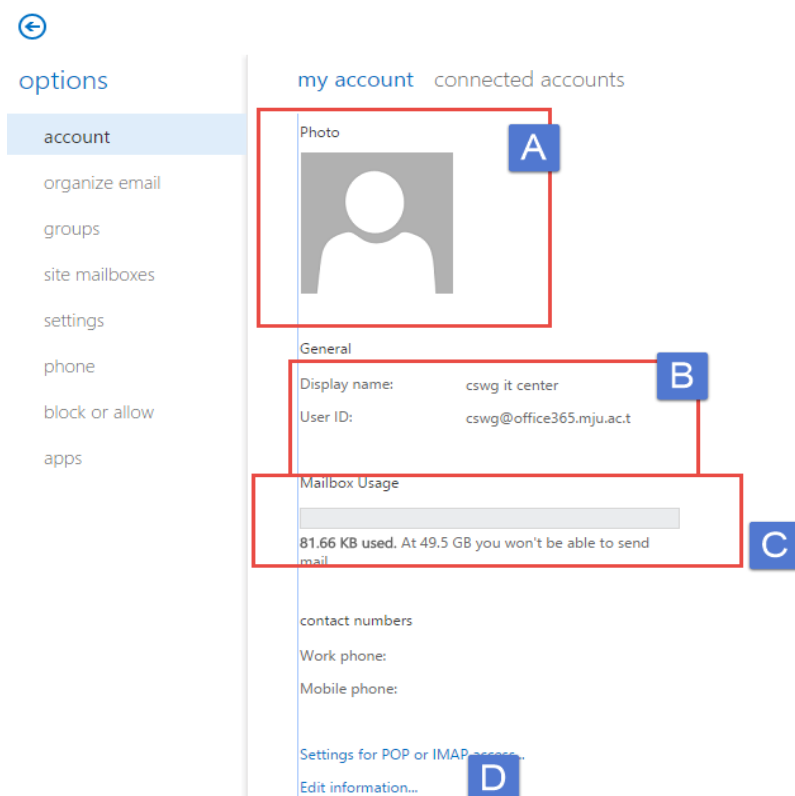 options
my account connected accounts
account
organize email
groups
site mailboxes
settings
phone
block or allow
apps
Photo
A
General
B
Display name: cswg it center
User ID: cswg@office365.mju.ac.t
Mailbox Usage
81.66 KB used. At 49.5 GB you won't be able to send
mail
C
contact numbers
Work phone:
Mobile phone:
Settings for POP or IMAP access...
Edit information...
D